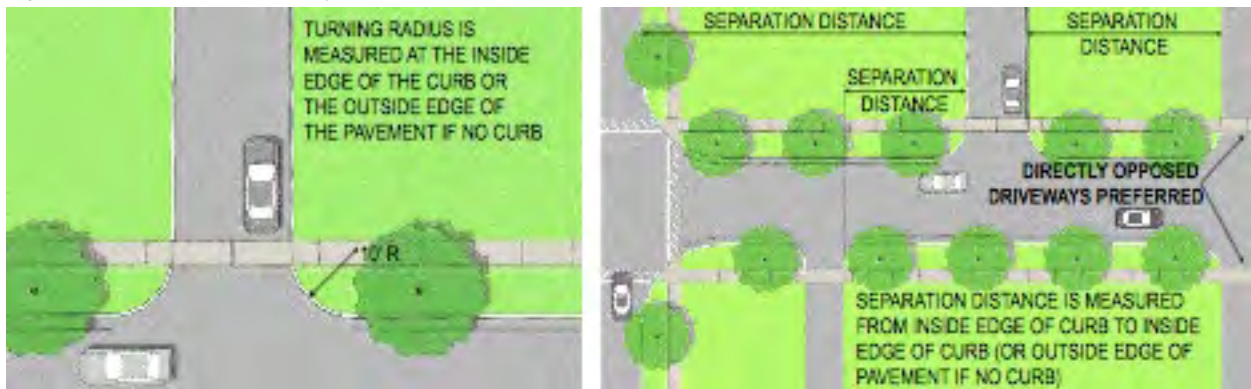 TURNING RADIUS IS
MEASURED AT THE INSIDE
EDGE OF THE CURB OR
THE OUTSIDE EDGE OF
THE PAVEMENT IF NO CURB
10' R
SEPARATION DISTANCE
SEPARATION
DISTANCE
SEPARATION
DISTANCE
DIRECTLY OPPOSED
DRIVEWAYS PREFERRED
SEPARATION DISTANCE IS MEASURED
FROM INSIDE EDGE OF CURB TO INSIDE
EDGE OF CURB (OR OUTSIDE EDGE OF
PAVEMENT IF NO CURB)